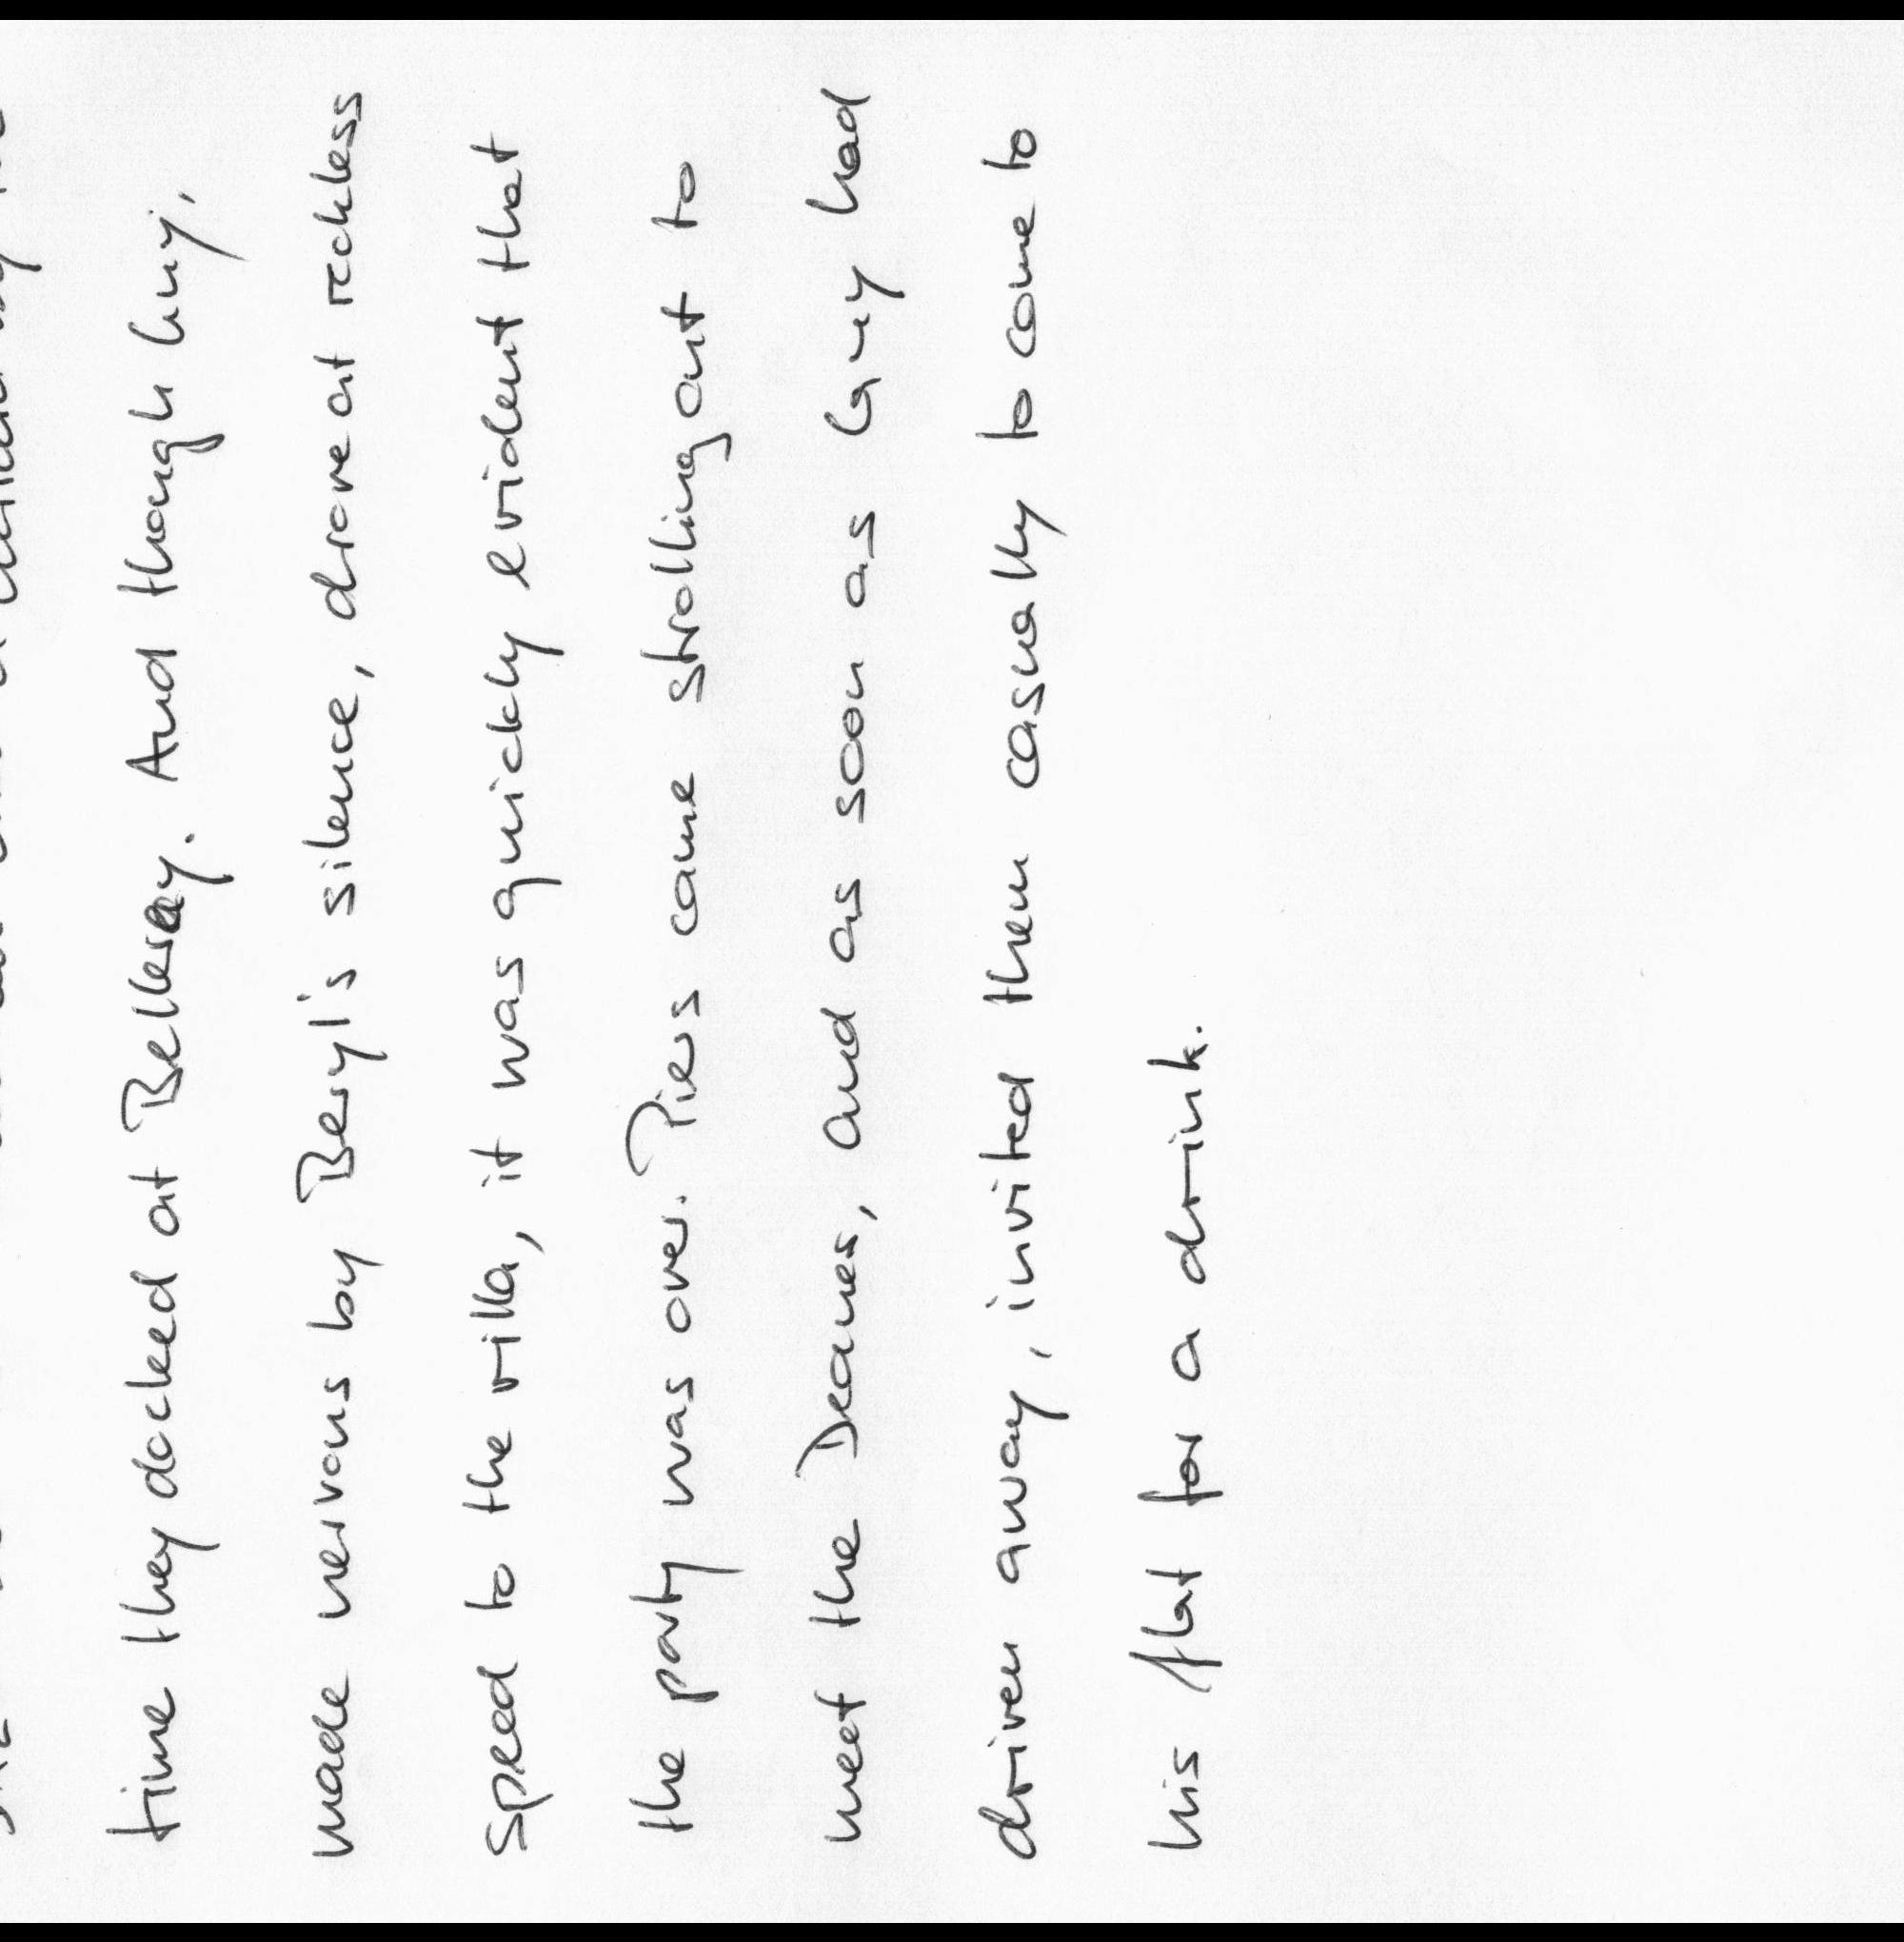 time they docked at Bellaray. And though Guy,
made nervous by Beryl's silence, drove at reckless
speed to the villa, it was quickly evident that
the party was over. Piers came strolling out to
meet the Deanes, and as soon as Guy had
driven away, invited them casually to come to
his flat for a drink.